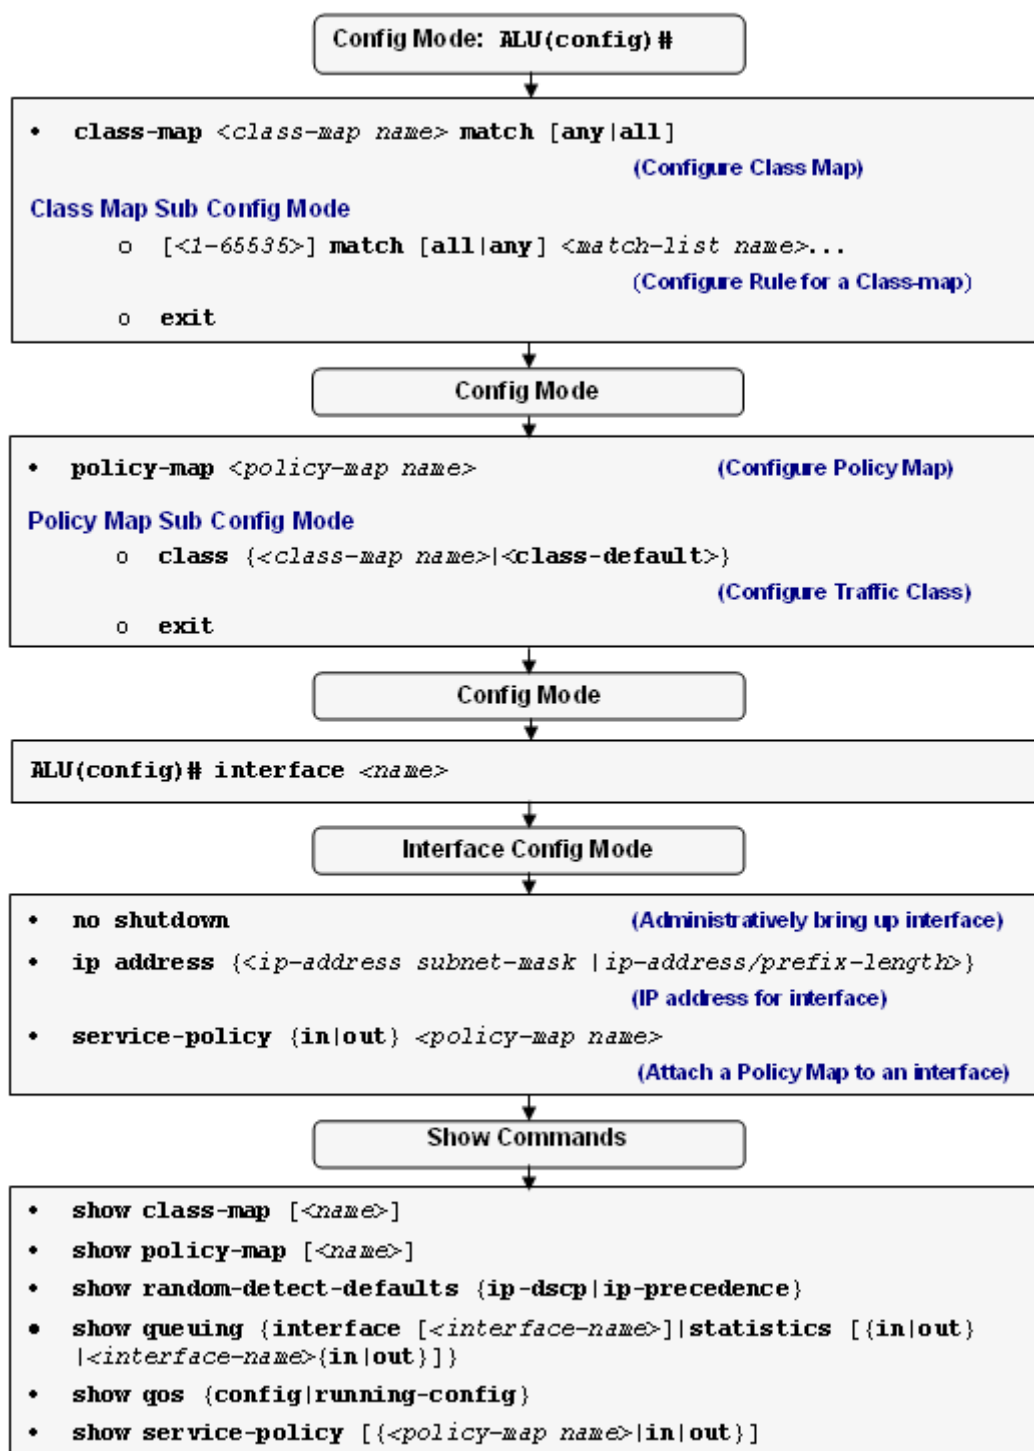 Config Mode: ALU(config)#
• class-map <class-map name> match [any|all]
(Configure Class Map)
Class Map Sub Config Mode
o [<1-65535>] match [all|any] <match-list name>...
(Configure Rule for a Class-map)
o exit
Config Mode
• policy-map <policy-map name> (Configure Policy Map)
Policy Map Sub Config Mode
o class {<class-map name>|<class-default>}
(Configure Traffic Class)
o exit
Config Mode
ALU(config)# interface <name>
Interface Config Mode
• no shutdown (Administratively bring up interface)
• ip address {<ip-address subnet-mask |ip-address/prefix-length>}
(IP address for interface)
• service-policy {in|out} <policy-map name>
(Attach a Policy Map to an interface)
Show Commands
• show class-map [<name>]
• show policy-map [<name>]
• show random-detect-defaults {ip-dscp|ip-precedence}
• show queuing {interface [<interface-name>]|statistics [{in|out}
|<interface-name>{in|out}]}
• show qos {config|running-config}
• show service-policy [{<policy-map name>|in|out}]